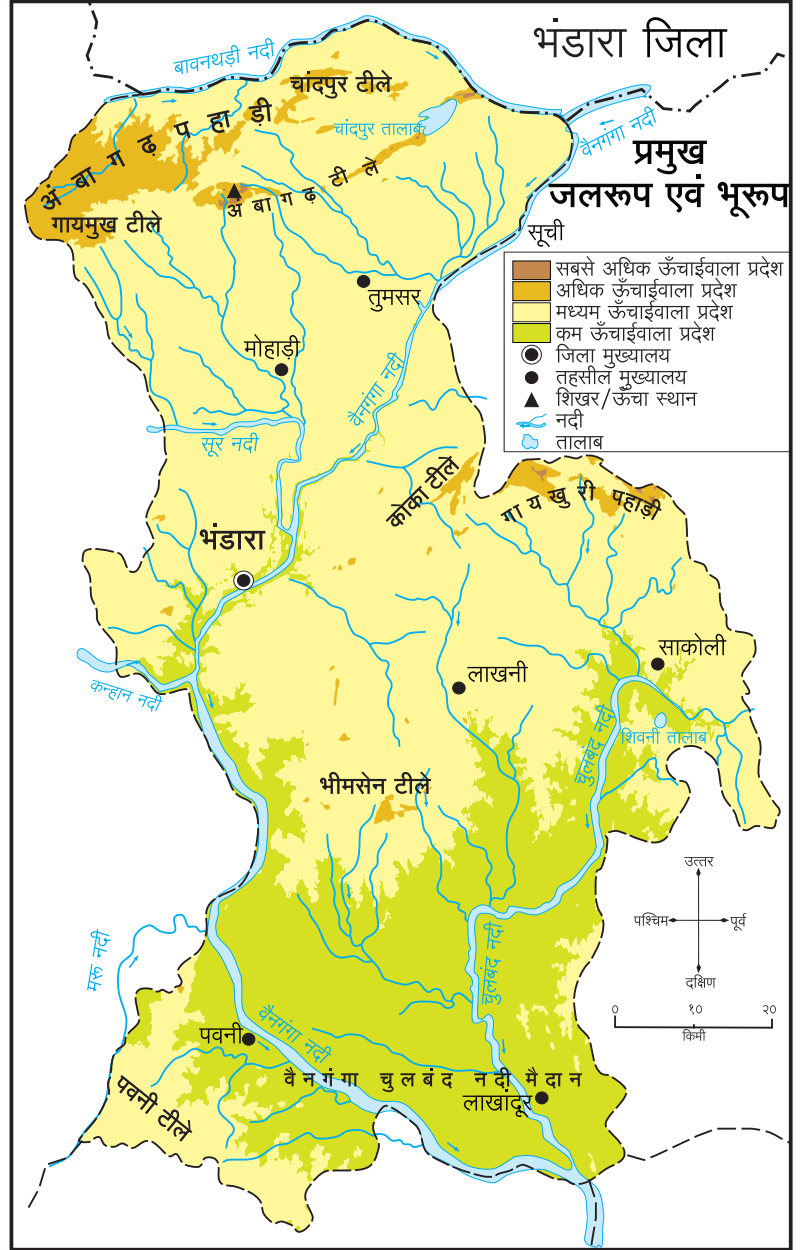 भंडारा जिला
बावनथड़ी नदी
चांदपुर टीले
अंबागढ़ पहाड़ी
चांदपुर तालाब
वैनगंगा नदी
प्रमुख
जलरूप एवं भूरूप
अंबागढ़ टीले
गायमुख टीले
सूची
सबसे अधिक ऊँचाईवाला प्रदेश
अधिक ऊँचाईवाला प्रदेश
मध्यम ऊँचाईवाला प्रदेश
कम ऊँचाईवाला प्रदेश
जिला मुख्यालय
तहसील मुख्यालय
शिखर/ऊँचा स्थान
नदी
तालाब
तुमसर
मोहाड़ी
वैनगंगा नदी
सूर नदी
कोका टीले
गायखुरी पहाड़ी
भंडारा
साकोली
लाखनी
कन्हान नदी
चुलबंद नदी
शिवनी तालाब
भीमसेन टीले
उत्तर
पश्चिम
पूर्व
दक्षिण
मरू नदी
चुलबंद नदी
० १० २०
किमी
पवनी
वैनगंगा नदी
वैनगंगा चुलबंद नदी मैदान
लाखांदूर
पवनी टीले